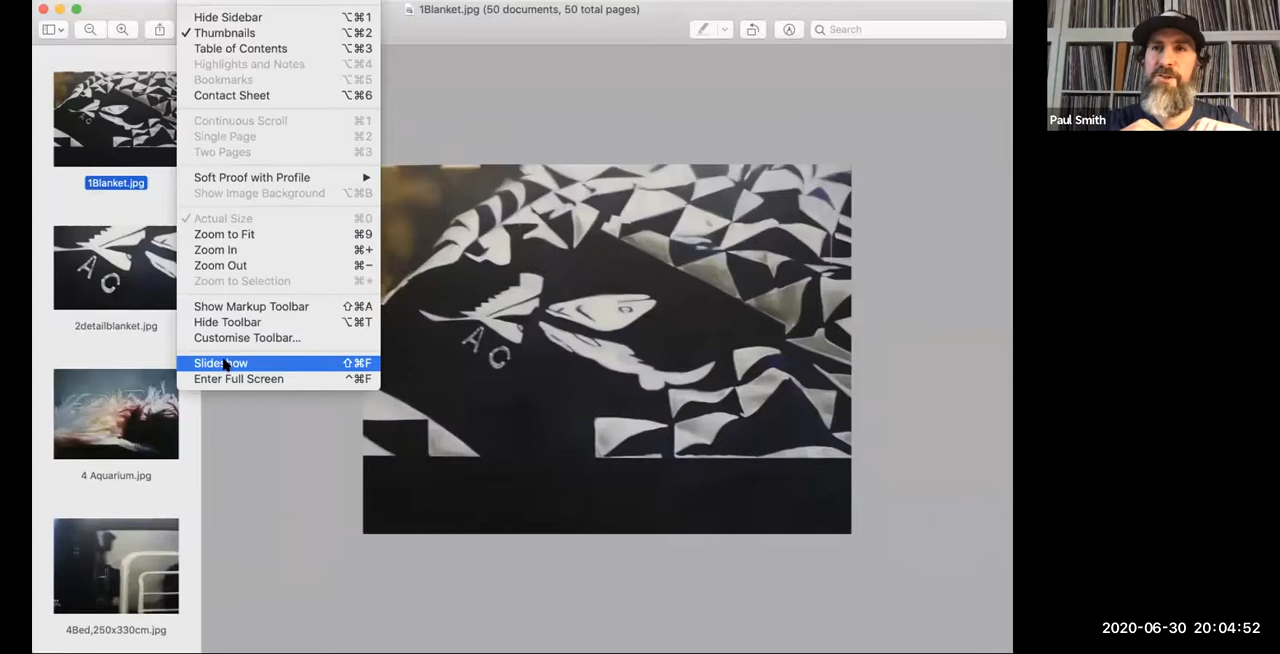 1Blanket.jpg (50 documents, 50 total pages)
Search
Hide Sidebar ⌥⌘1
✓ Thumbnails ⌥⌘2
Table of Contents ⌥⌘3
Highlights and Notes ⌥⌘4
Bookmarks ⌥⌘5
Contact Sheet ⌥⌘6
Continuous Scroll ⌘1
Single Page ⌘2
Two Pages ⌘3
Soft Proof with Profile ▶
Show Image Background ⌥⌘B
✓ Actual Size ⌘0
Zoom to Fit ⌘9
Zoom In ⌘+
Zoom Out ⌘−
Zoom to Selection ⌘*
Show Markup Toolbar ⇧⌘A
Hide Toolbar ⌥⌘T
Customise Toolbar...
Slideshow ⇧⌘F
Enter Full Screen ^⌘F
1Blanket.jpg
A C
2detailblanket.jpg
4 Aquarium.jpg
4Bed,250x330cm.jpg
A C
Paul Smith
2020-06-30 20:04:52